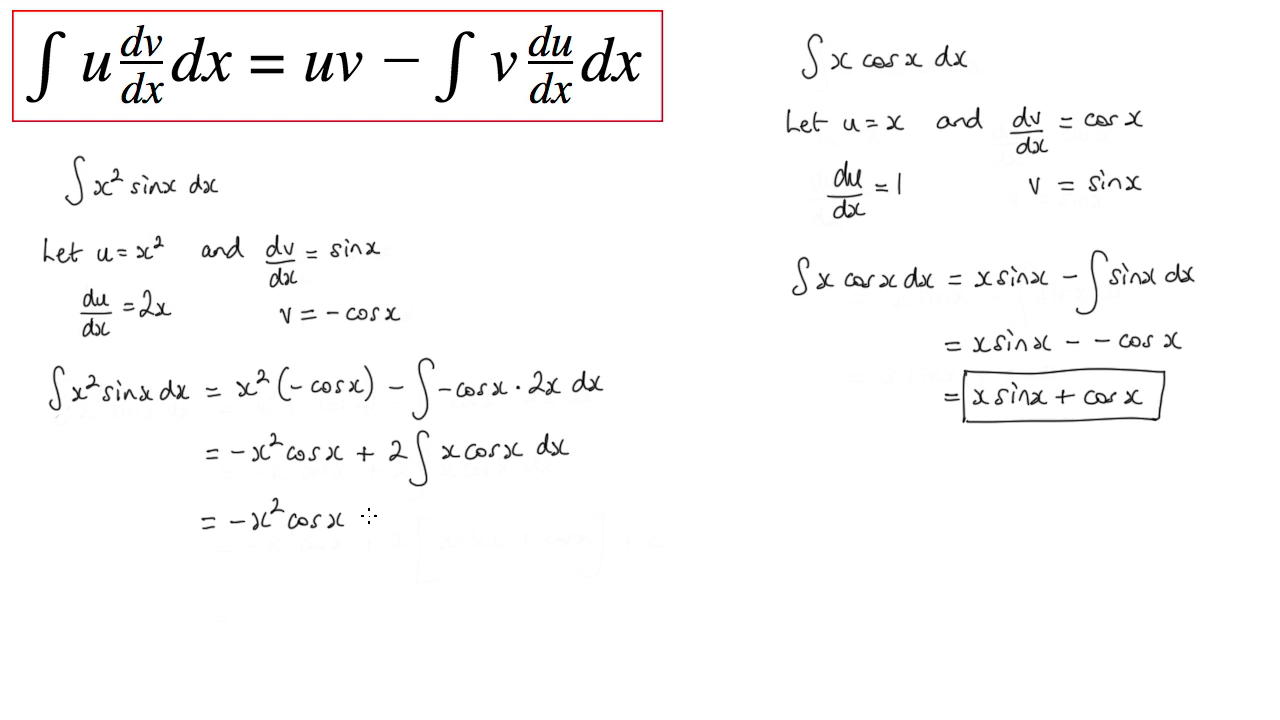 ∫ u dv/dx dx = uv − ∫ v du/dx dx
∫ x² sinx dx
Let u = x² and dv/dx = sinx
du/dx = 2x v = - cosx
∫ x² sinx dx = x² (- cosx) - ∫ - cosx · 2x dx
= - x² cosx + 2 ∫ x cosx dx
= - x² cosx
∫ x cosx dx
Let u = x and dv/dx = cosx
du/dx = 1 v = sinx
∫ x cosx dx = x sinx - ∫ sinx dx
= x sinx - - cosx
= x sinx + cosx